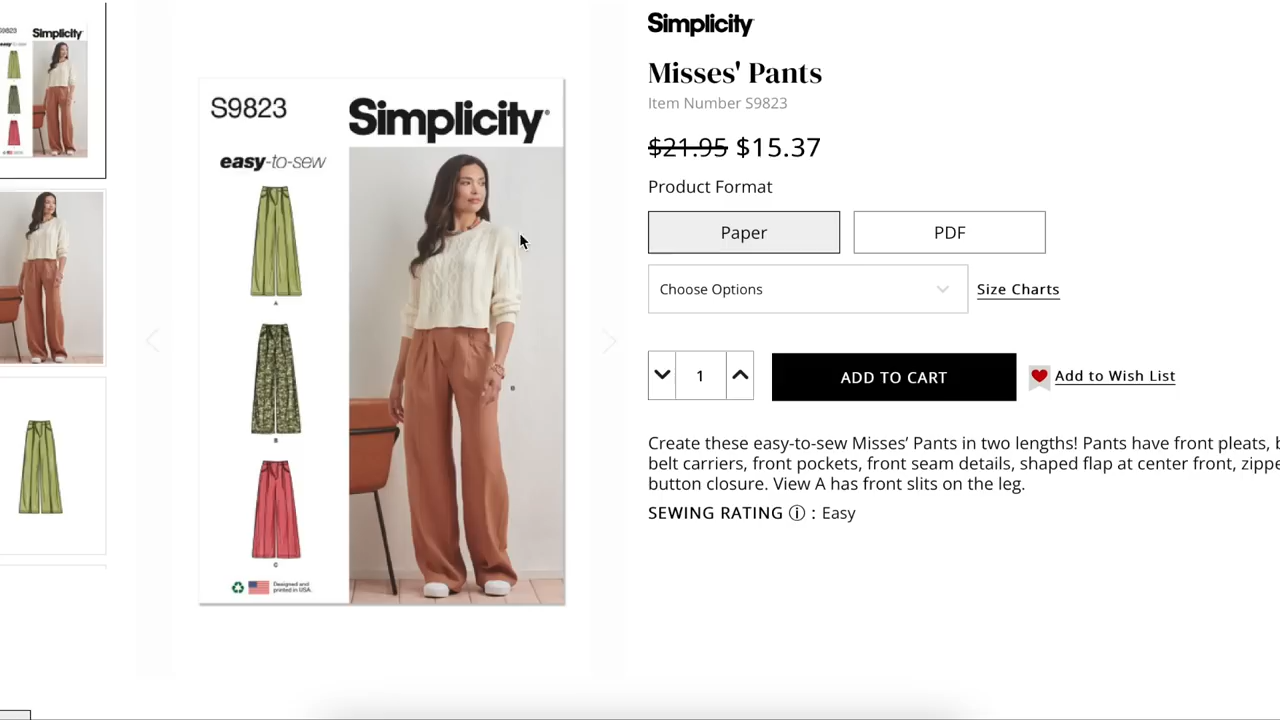 Simplicity
Misses' Pants
Item Number S9823
$21.95 $15.37
Product Format
Paper
PDF
Choose Options
Size Charts
1
ADD TO CART
Add to Wish List
Create these easy-to-sew Misses’ Pants in two lengths! Pants have front pleats,
belt carriers, front pockets, front seam details, shaped flap at center front,
button closure. View A has front slits on the leg.
SEWING RATING ⓘ : Easy
S9823
Simplicity®
easy-to-sew
A
B
C
B
Designed and
printed in USA.
Simplicity